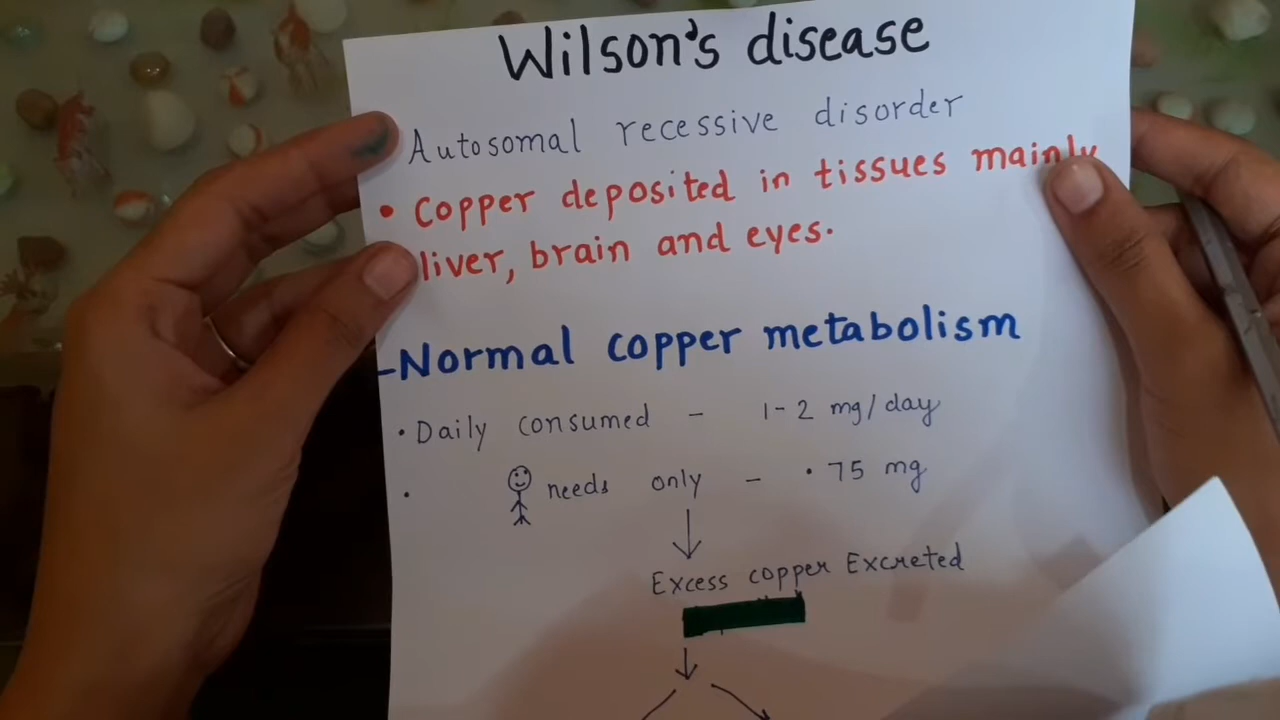 Wilson's disease
Autosomal recessive disorder
• Copper deposited in tissues mainly
liver, brain and eyes.
-Normal copper metabolism
• Daily consumed - 1-2 mg/day
• needs only - .75 mg
Excess copper Excreted